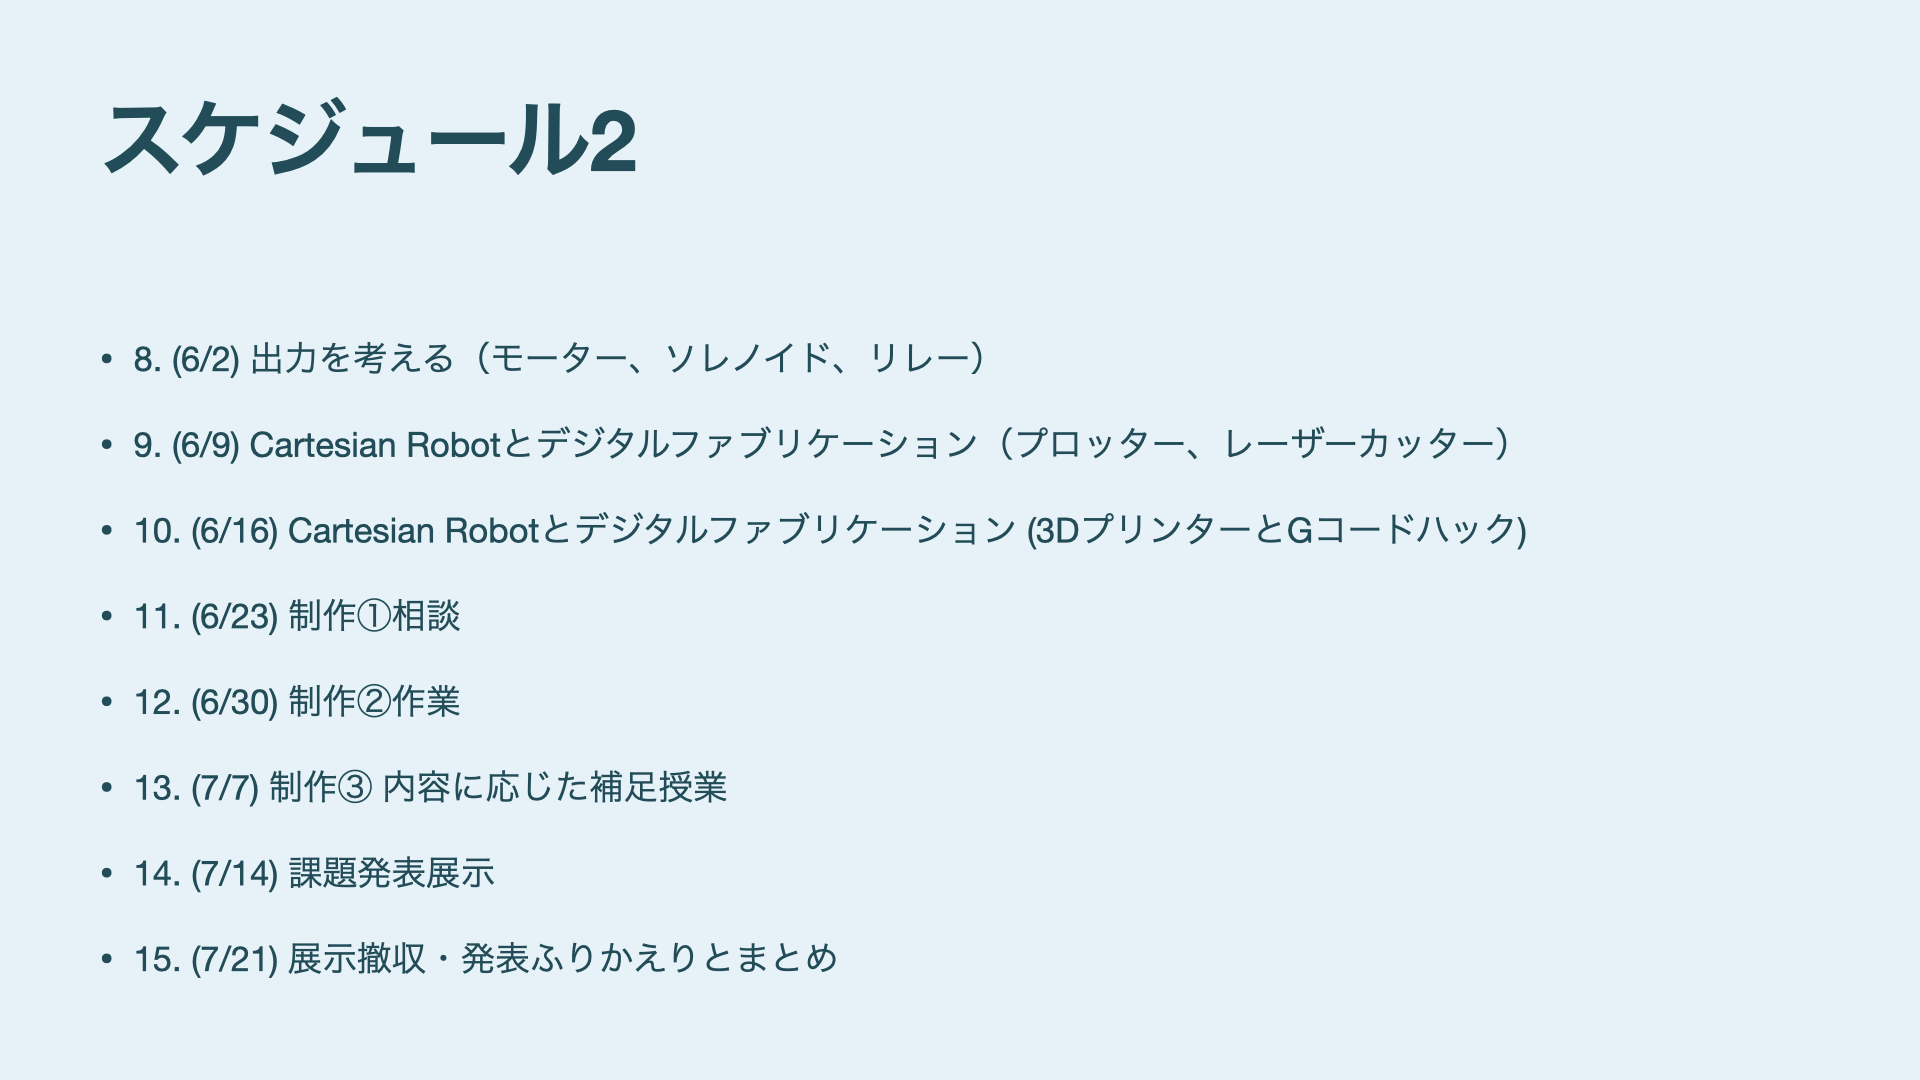 スケジュール2
• 8. (6/2) 出力を考える（モーター、ソレノイド、リレー）
• 9. (6/9) Cartesian Robotとデジタルファブリケーション（プロッター、レーザーカッター）
• 10. (6/16) Cartesian Robotとデジタルファブリケーション (3DプリンターとGコードハック)
• 11. (6/23) 制作①相談
• 12. (6/30) 制作②作業
• 13. (7/7) 制作③ 内容に応じた補足授業
• 14. (7/14) 課題発表展示
• 15. (7/21) 展示撤収・発表ふりかえりとまとめ